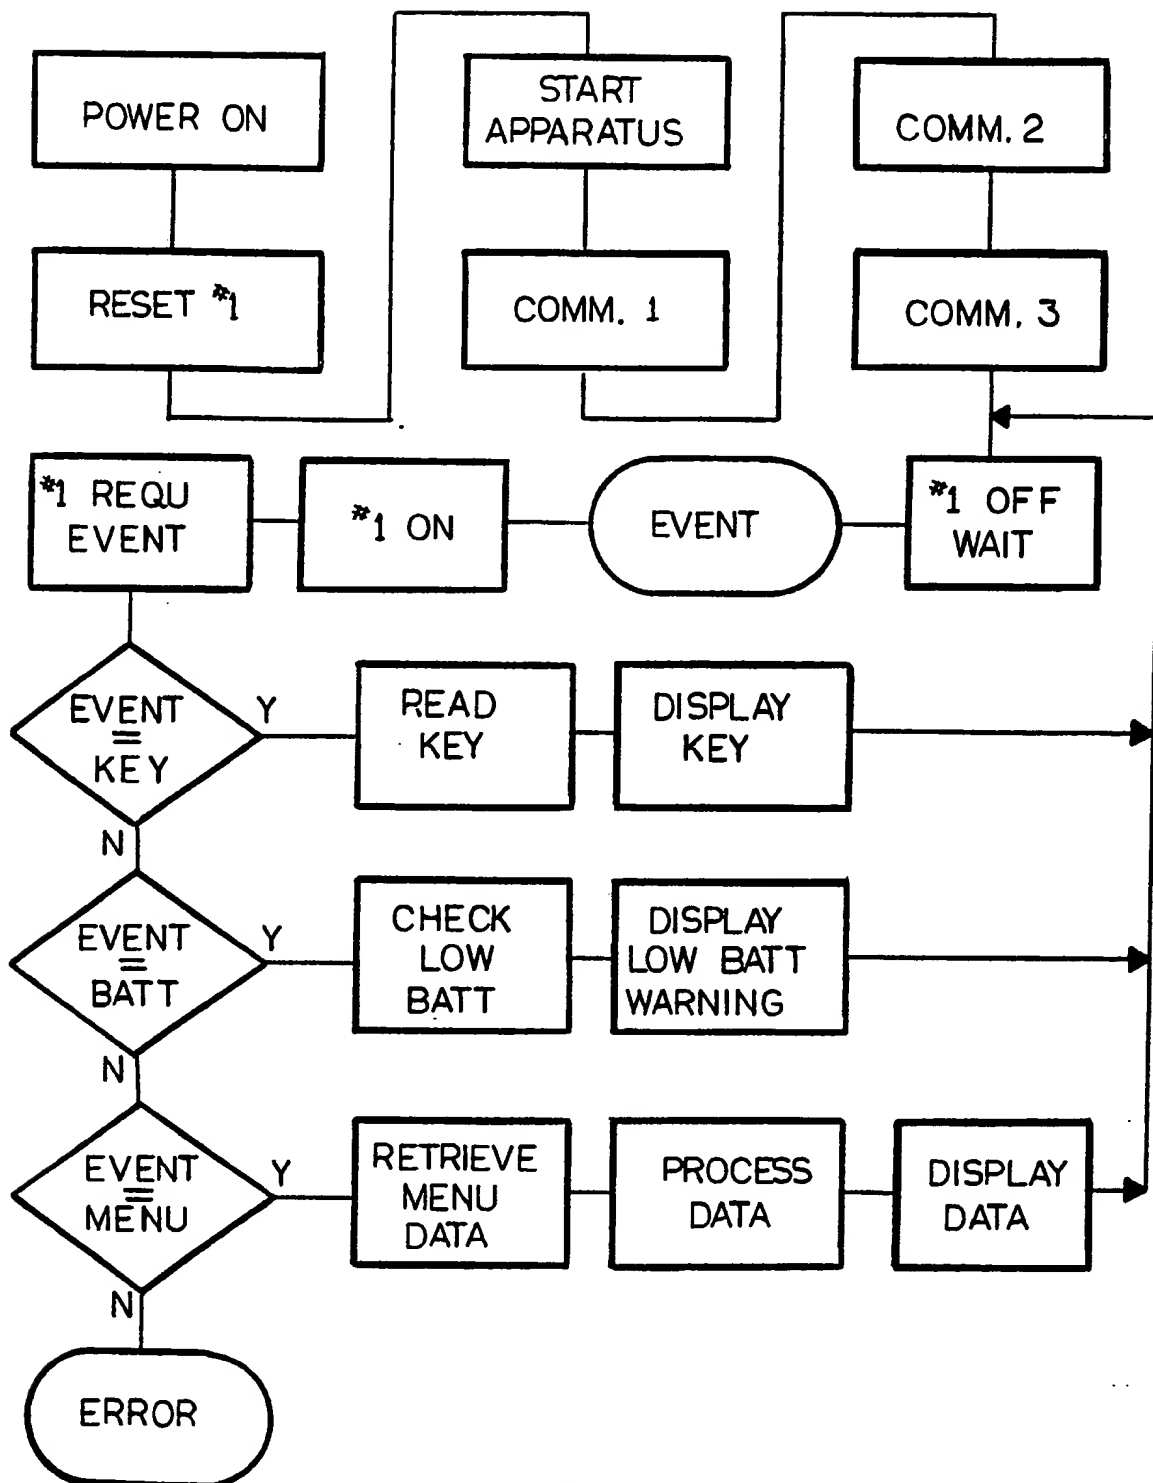 POWER ON
RESET #1
START
APPARATUS
COMM. 1
COMM. 2
COMM. 3
#1 OFF
WAIT
EVENT
#1 ON
#1 REQU
EVENT
EVENT
=
KEY
Y
READ
KEY
DISPLAY
KEY
N
EVENT
=
BATT
Y
CHECK
LOW
BATT
DISPLAY
LOW BATT
WARNING
N
EVENT
=
MENU
Y
RETRIEVE
MENU
DATA
PROCESS
DATA
DISPLAY
DATA
N
ERROR